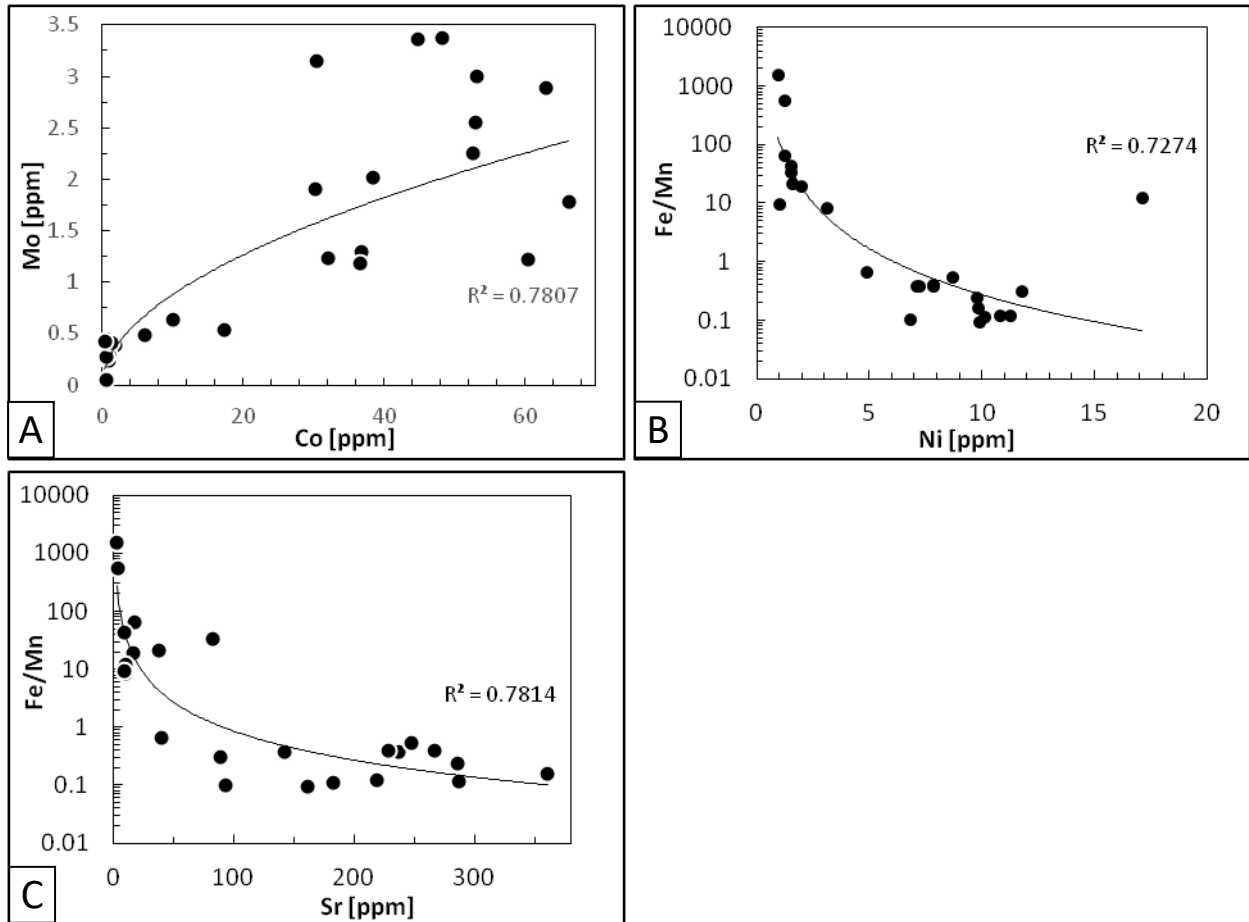 3.5
3
2.5
2
1.5
1
0.5
0
Mo [ppm]
R² = 0.7807
0 20 40 60
Co [ppm]
A
10000
1000
100
10
1
0.1
0.01
Fe/Mn
R² = 0.7274
0 5 10 15 20
Ni [ppm]
B
10000
1000
100
10
1
0.1
0.01
Fe/Mn
R² = 0.7814
0 100 200 300
Sr [ppm]
C